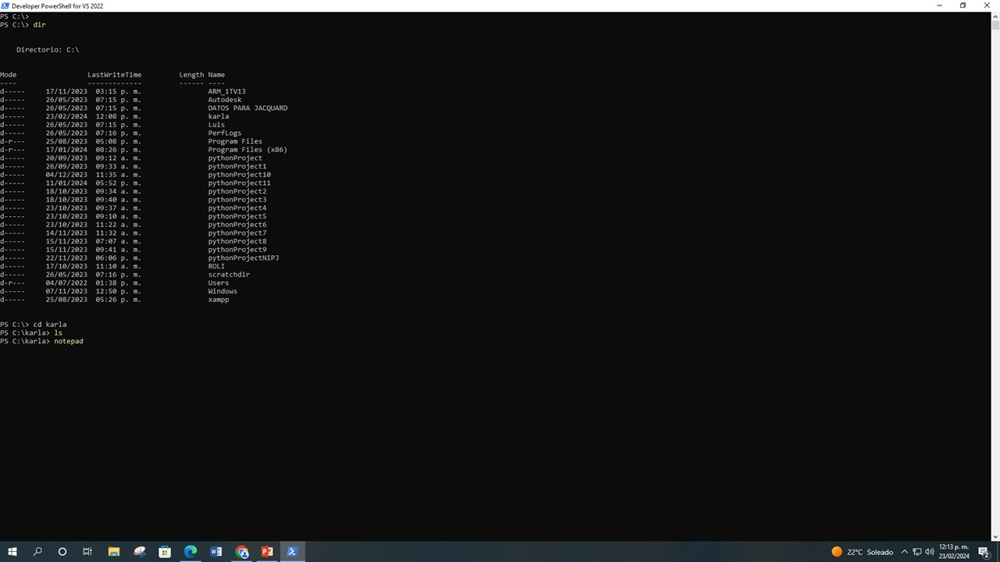 Developer PowerShell for VS 2022
PS C:\>
PS C:\> dir
Directorio: C:\
Mode LastWriteTime Length Name
---- ------------- ------ ----
d----- 17/11/2023 03:15 p. m. ARM_1TV13
d----- 26/05/2023 07:15 p. m. Autodesk
d----- 26/05/2023 07:15 p. m. DATOS PARA JACQUARD
d----- 23/02/2024 12:08 p. m. karla
d----- 26/05/2023 07:15 p. m. Luis
d----- 26/05/2023 07:16 p. m. PerfLogs
d-r--- 25/08/2023 05:08 p. m. Program Files
d-r--- 17/01/2024 08:26 p. m. Program Files (x86)
d----- 20/09/2023 09:12 a. m. pythonProject
d----- 26/09/2023 09:33 a. m. pythonProject1
d----- 04/12/2023 11:35 a. m. pythonProject10
d----- 11/01/2024 05:52 p. m. pythonProject11
d----- 18/10/2023 09:34 a. m. pythonProject2
d----- 18/10/2023 09:40 a. m. pythonProject3
d----- 23/10/2023 09:37 a. m. pythonProject4
d----- 23/10/2023 09:10 a. m. pythonProject5
d----- 23/10/2023 11:22 a. m. pythonProject6
d----- 14/11/2023 11:32 a. m. pythonProject7
d----- 15/11/2023 07:07 a. m. pythonProject8
d----- 15/11/2023 09:41 a. m. pythonProject9
d----- 22/11/2023 06:06 p. m. pythonProjectNIPJ
d----- 17/10/2023 11:10 a. m. ROLI
d----- 26/05/2023 07:16 p. m. scratchdir
d-r--- 04/07/2022 01:38 p. m. Users
d----- 07/11/2023 12:50 p. m. Windows
d----- 25/08/2023 05:26 p. m. xampp
PS C:\> cd karla
PS C:\karla> ls
PS C:\karla> notepad
22°C Soleado
12:13 p. m.
23/02/2024
2